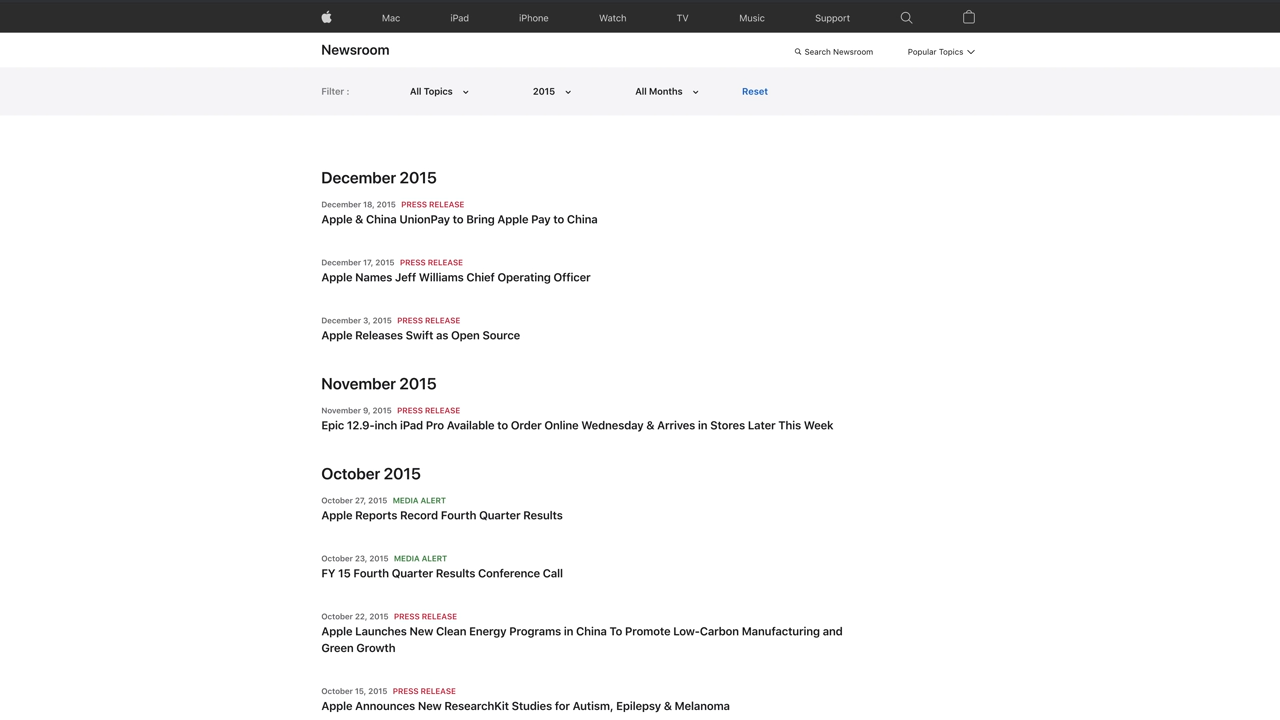 Mac iPad iPhone Watch TV Music Support
Newsroom Search Newsroom Popular Topics
Filter : All Topics 2015 All Months Reset
December 2015
December 18, 2015 PRESS RELEASE
Apple & China UnionPay to Bring Apple Pay to China
December 17, 2015 PRESS RELEASE
Apple Names Jeff Williams Chief Operating Officer
December 3, 2015 PRESS RELEASE
Apple Releases Swift as Open Source
November 2015
November 9, 2015 PRESS RELEASE
Epic 12.9-inch iPad Pro Available to Order Online Wednesday & Arrives in Stores Later This Week
October 2015
October 27, 2015 MEDIA ALERT
Apple Reports Record Fourth Quarter Results
October 23, 2015 MEDIA ALERT
FY 15 Fourth Quarter Results Conference Call
October 22, 2015 PRESS RELEASE
Apple Launches New Clean Energy Programs in China To Promote Low-Carbon Manufacturing and
Green Growth
October 15, 2015 PRESS RELEASE
Apple Announces New ResearchKit Studies for Autism, Epilepsy & Melanoma